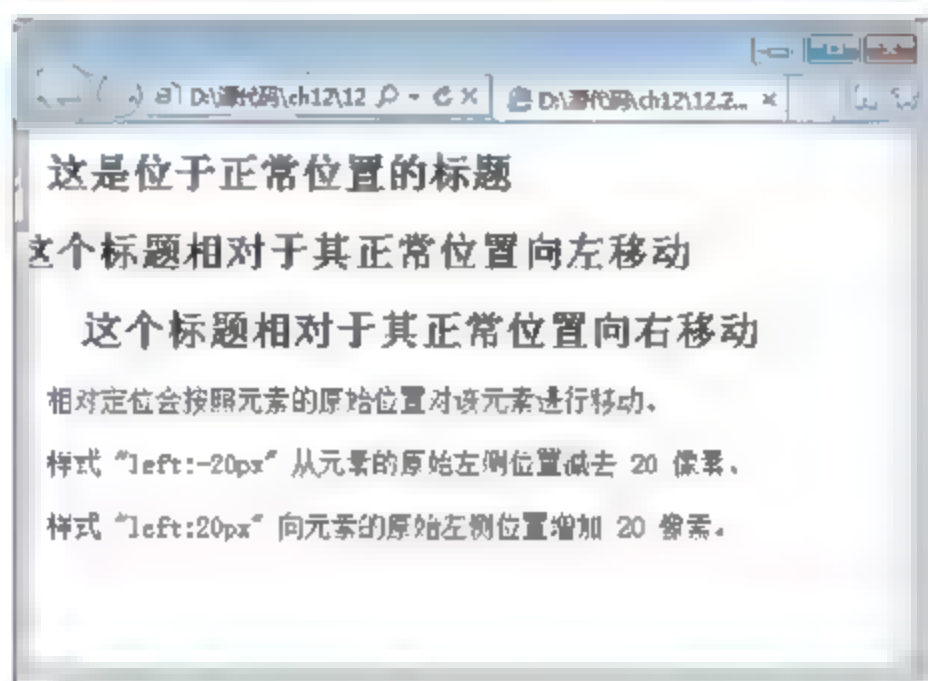 D:\源代码\ch12\12
D:\源代码\ch12\12.2...
这是位于正常位置的标题
这个标题相对于其正常位置向左移动
这个标题相对于其正常位置向右移动
相对定位会按照元素的原始位置对该元素进行移动。
样式 "left:-20px" 从元素的原始左侧位置减去 20 像素。
样式 "left:20px" 向元素的原始左侧位置增加 20 像素。